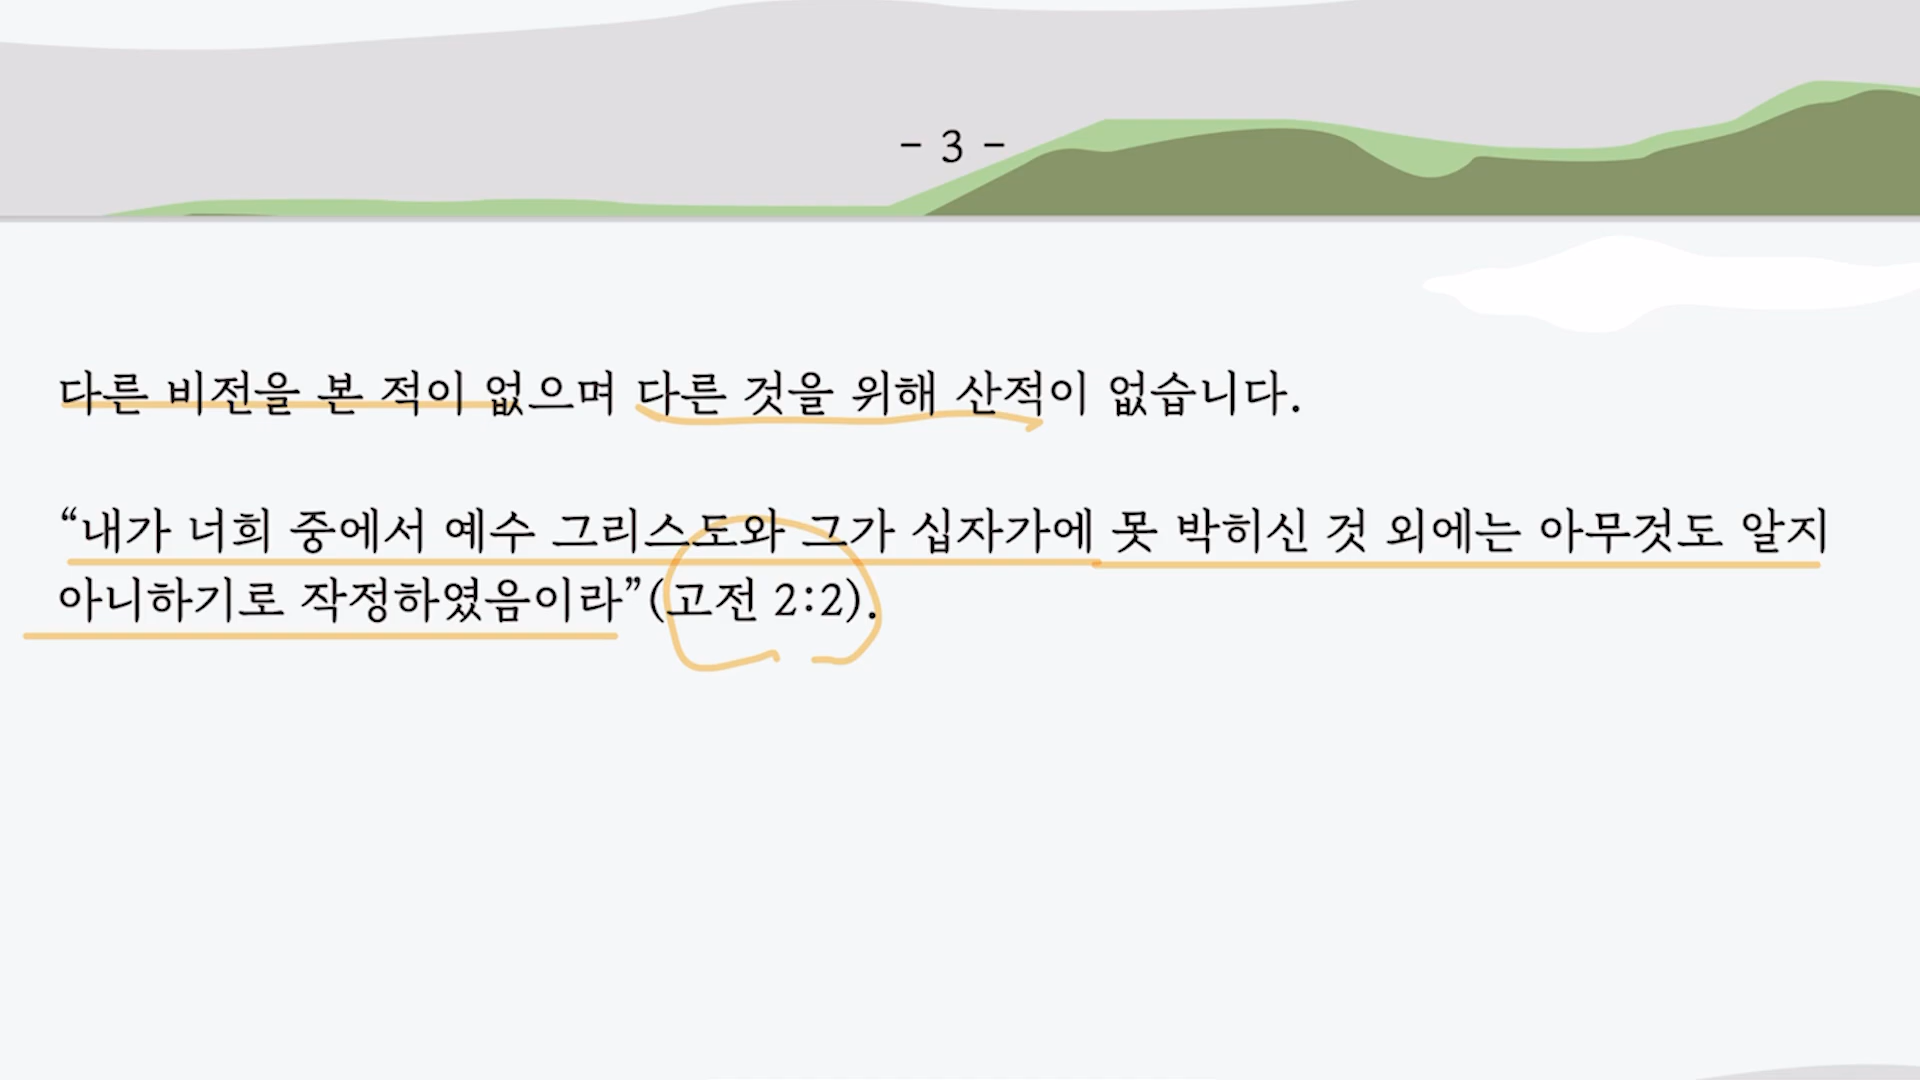 - 3 -
다른 비전을 본 적이 없으며 다른 것을 위해 산적이 없습니다.
“내가 너희 중에서 예수 그리스도와 그가 십자가에 못 박히신 것 외에는 아무것도 알지
아니하기로 작정하였음이라”(고전 2:2).